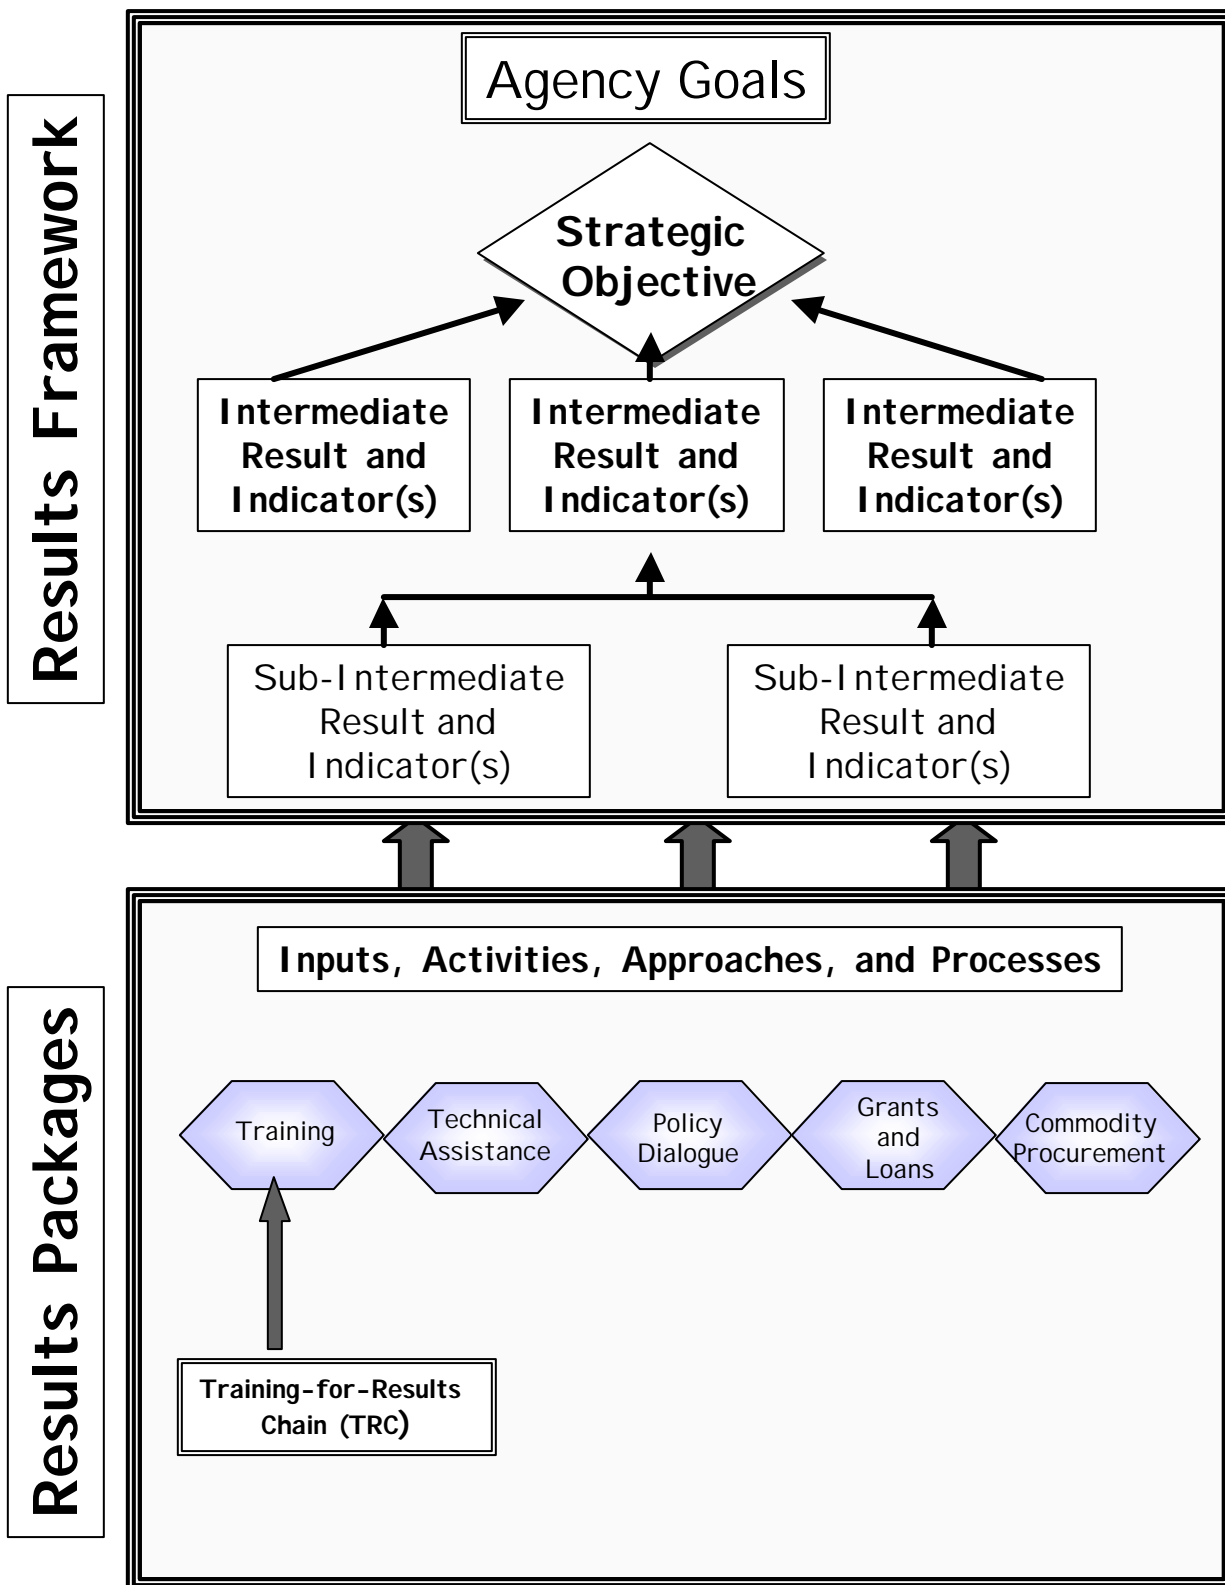 Results Framework
Agency Goals
Strategic
Objective
Intermediate
Result and
Indicator(s)
Intermediate
Result and
Indicator(s)
Intermediate
Result and
Indicator(s)
Sub-Intermediate
Result and
Indicator(s)
Sub-Intermediate
Result and
Indicator(s)
Results Packages
Inputs, Activities, Approaches, and Processes
Training
Technical
Assistance
Policy
Dialogue
Grants
and
Loans
Commodity
Procurement
Training-for-Results
Chain (TRC)